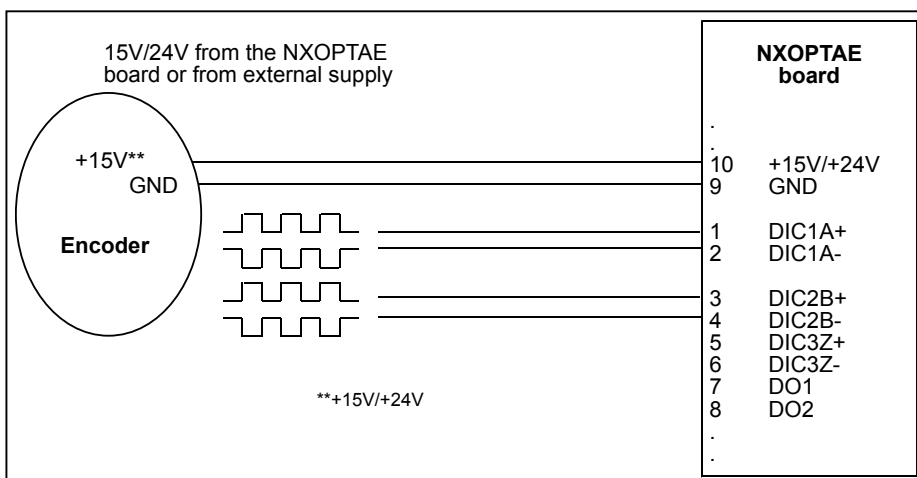 15V/24V from the NXOPTAE
board or from external supply
NXOPTAE
board
.
.
+15V**
GND
Encoder
10 +15V/+24V
9 GND
1 DIC1A+
2 DIC1A-
3 DIC2B+
4 DIC2B-
5 DIC3Z+
6 DIC3Z-
7 DO1
8 DO2
.
.
**+15V/+24V